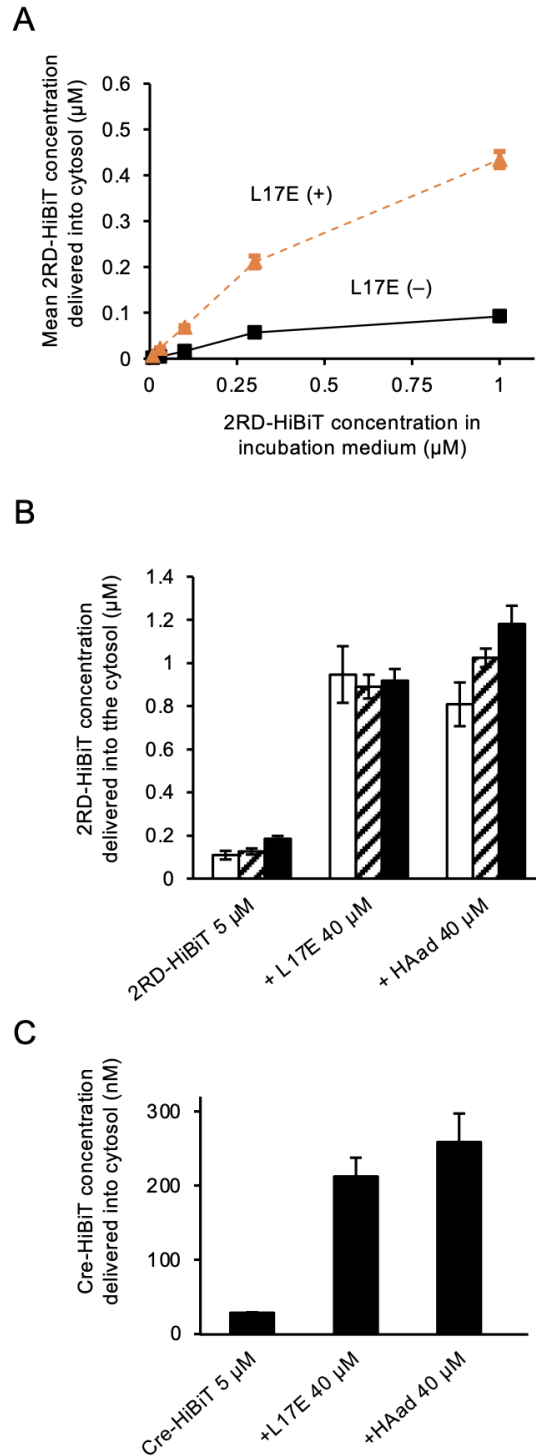 A
Mean 2RD-HiBiT concentration
delivered into cytosol (µM)
0.6
0.5
0.4
0.3
0.2
0.1
0
L17E (+)
L17E (–)
0
0.25
0.5
0.75
1
2RD-HiBiT concentration in
incubation medium (µM)
B
2RD-HiBiT concentration
delivered into tthe cytosol (µM)
1.4
1.2
1
0.8
0.6
0.4
0.2
0
2RD-HiBiT 5 µM
+ L17E 40 µM
+ HAad 40 µM
C
Cre-HiBiT concentration
delivered into cytosol (nM)
300
200
100
0
Cre-HiBiT 5 µM
+L17E 40 µM
+HAad 40 µM